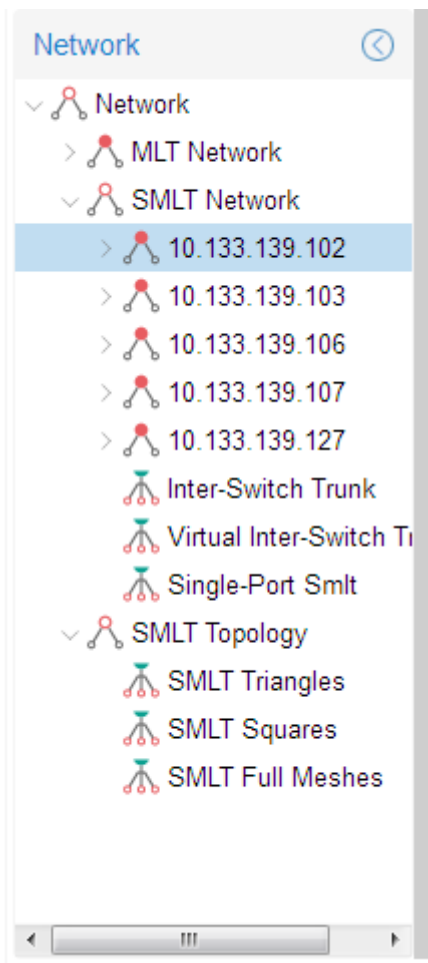 Network
Network
MLT Network
SMLT Network
10.133.139.102
10.133.139.103
10.133.139.106
10.133.139.107
10.133.139.127
Inter-Switch Trunk
Virtual Inter-Switch
Single-Port Smlt
SMLT Topology
SMLT Triangles
SMLT Squares
SMLT Full Meshes